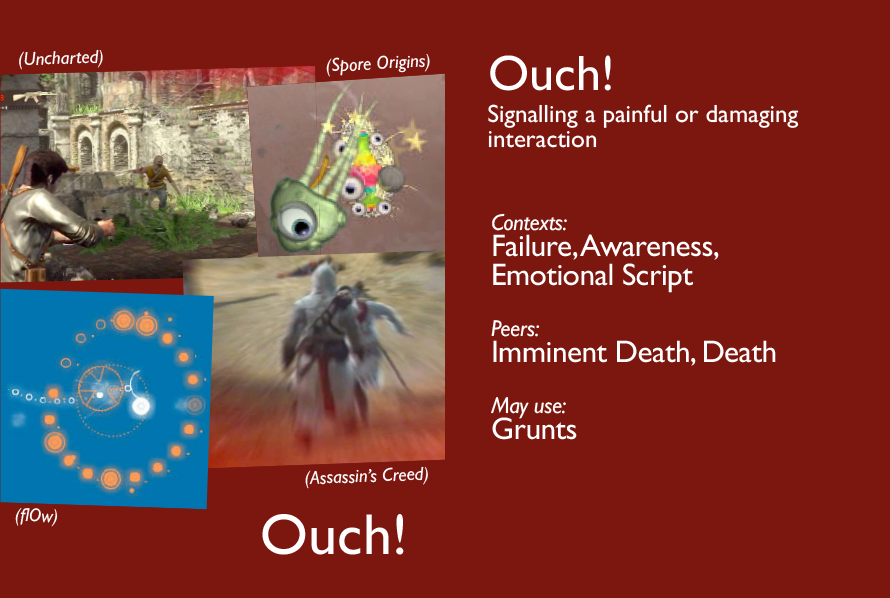 (Uncharted)
(Spore Origins)
(Assassin's Creed)
(flOw)
Ouch!
Ouch!
Signalling a painful or damaging
interaction
Contexts:
Failure, Awareness,
Emotional Script
Peers:
Imminent Death, Death
May use:
Grunts